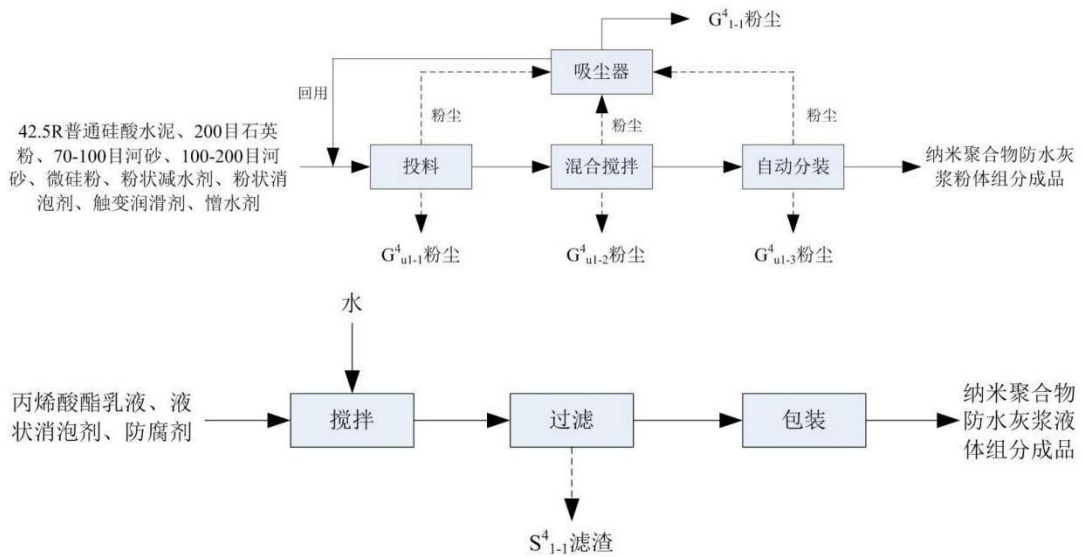 G⁴₁₋₁粉尘
吸尘器
回用
粉尘
粉尘
粉尘
42.5R普通硅酸水泥、200目石英
粉、70-100目河砂、100-200目河
砂、微硅粉、粉状减水剂、粉状消
泡剂、触变润滑剂、憎水剂
投料
混合搅拌
自动分装
纳米聚合物防水灰
浆粉体组分成品
G⁴ᵤ₁₋₁粉尘
G⁴ᵤ₁₋₂粉尘
G⁴ᵤ₁₋₃粉尘
水
丙烯酸酯乳液、液
状消泡剂、防腐剂
搅拌
过滤
包装
纳米聚合物
防水灰浆液
体组分成品
S⁴₁₋₁滤渣